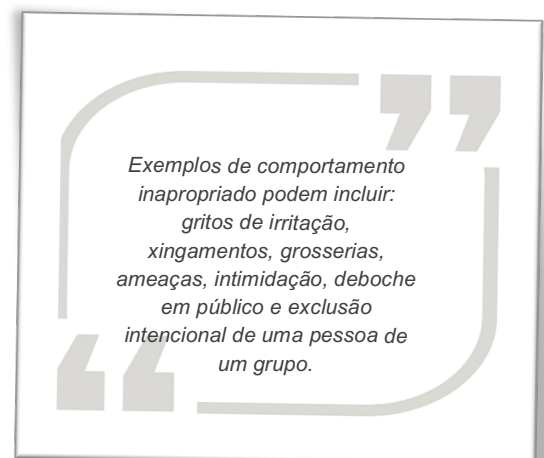 Exemplos de comportamento
inapropriado podem incluir:
gritos de irritação,
xingamentos, grosserias,
ameaças, intimidação, deboche
em público e exclusão
intencional de uma pessoa de
um grupo.